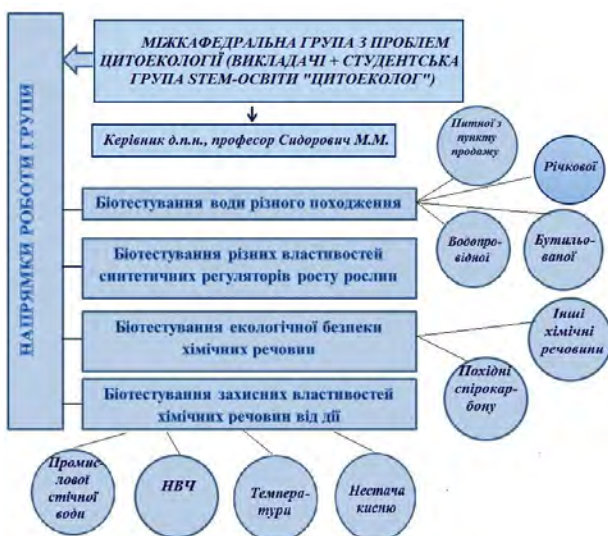 МІЖКАФЕДРАЛЬНА ГРУПА З ПРОБЛЕМ
ЦИТОЕКОЛОГІЇ (ВИКЛАДАЧІ + СТУДЕНТСЬКА
ГРУПА STEM-ОСВІТИ "ЦИТОЕКОЛОГ")
Керівник д.п.н., професор Сидорович М.М.
НАПРЯМКИ РОБОТИ ГРУПИ
Біотестування води різного походження
Питної з
пункту
продажу
Річкової
Водопро-
відної
Бутильо-
ваної
Біотестування різних властивостей
синтетичних регуляторів росту рослин
Біотестування екологічної безпеки
хімічних речовин
Інші
хімічні
речовини
Похідні
спірокар-
бону
Біотестування захисних властивостей
хімічних речовин від дії
Промис-
лової
стічної
води
НВЧ
Темпера-
тури
Нестача
кисню